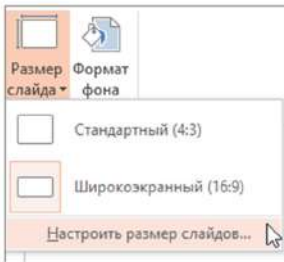 Размер Формат
слайда фона
Стандартный (4:3)
Широкоэкранный (16:9)
Настроить размер слайдов...